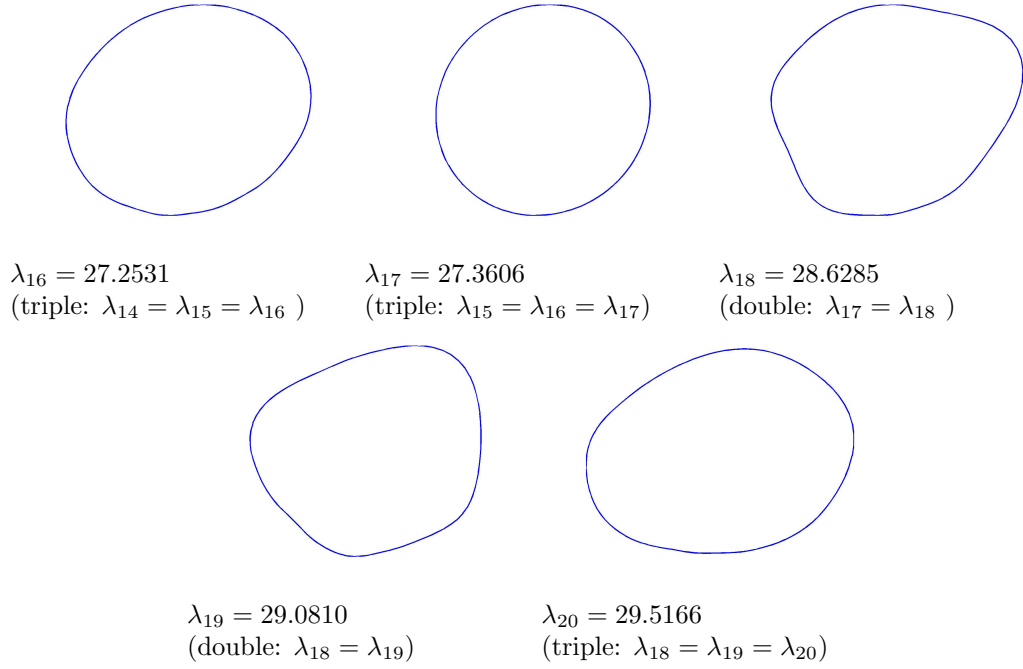 λ₁₆ = 27.2531
(triple: λ₁₄ = λ₁₅ = λ₁₆ )
λ₁₇ = 27.3606
(triple: λ₁₅ = λ₁₆ = λ₁₇)
λ₁₈ = 28.6285
(double: λ₁₇ = λ₁₈ )
λ₁₉ = 29.0810
(double: λ₁₈ = λ₁₉)
λ₂₀ = 29.5166
(triple: λ₁₈ = λ₁₉ = λ₂₀)